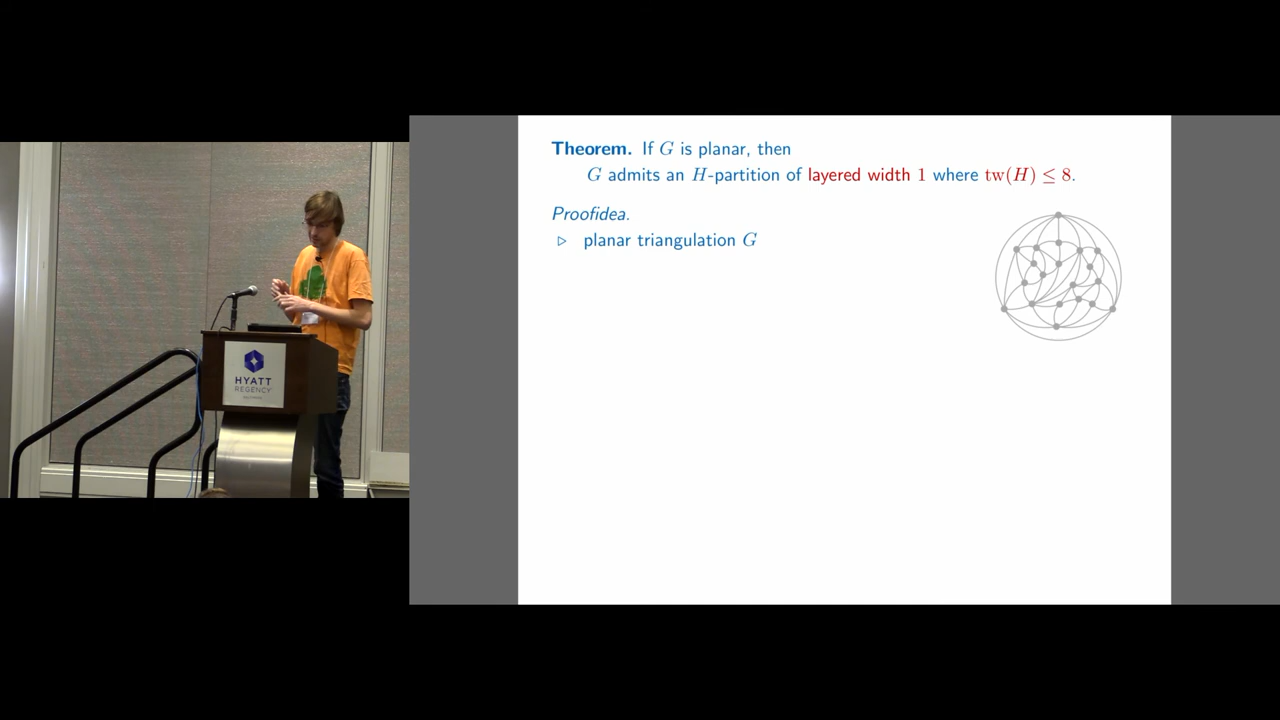 Theorem. If G is planar, then
G admits an H-partition of layered width 1 where tw(H) ≤ 8.
Proofidea.
▷ planar triangulation G
HYATT
REGENCY